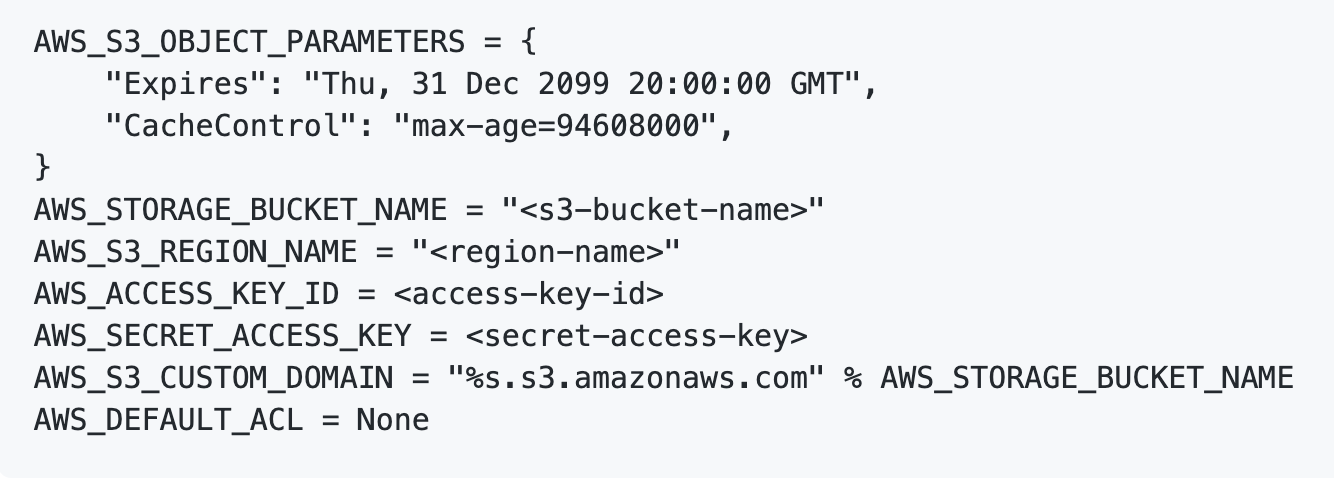 AWS_S3_OBJECT_PARAMETERS = {
    "Expires": "Thu, 31 Dec 2099 20:00:00 GMT",
    "CacheControl": "max-age=94608000",
}
AWS_STORAGE_BUCKET_NAME = "<s3-bucket-name>"
AWS_S3_REGION_NAME = "<region-name>"
AWS_ACCESS_KEY_ID = <access-key-id>
AWS_SECRET_ACCESS_KEY = <secret-access-key>
AWS_S3_CUSTOM_DOMAIN = "%s.s3.amazonaws.com" % AWS_STORAGE_BUCKET_NAME
AWS_DEFAULT_ACL = None